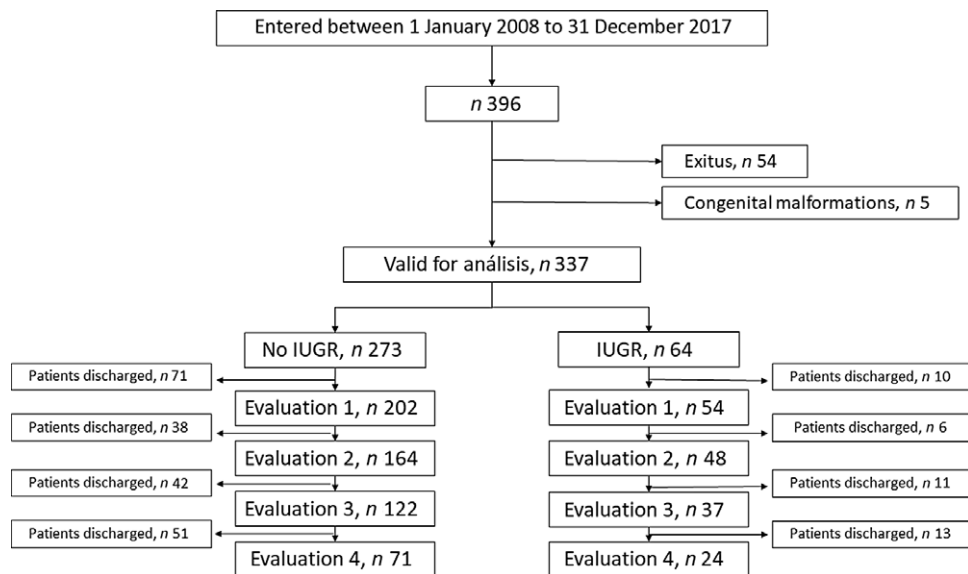 Entered between 1 January 2008 to 31 December 2017
n 396
Exitus, n 54
Congenital malformations, n 5
Valid for análisis, n 337
No IUGR, n 273
IUGR, n 64
Patients discharged, n 71
Patients discharged, n 10
Evaluation 1, n 202
Evaluation 1, n 54
Patients discharged, n 38
Patients discharged, n 6
Evaluation 2, n 164
Evaluation 2, n 48
Patients discharged, n 42
Patients discharged, n 11
Evaluation 3, n 122
Evaluation 3, n 37
Patients discharged, n 51
Patients discharged, n 13
Evaluation 4, n 71
Evaluation 4, n 24